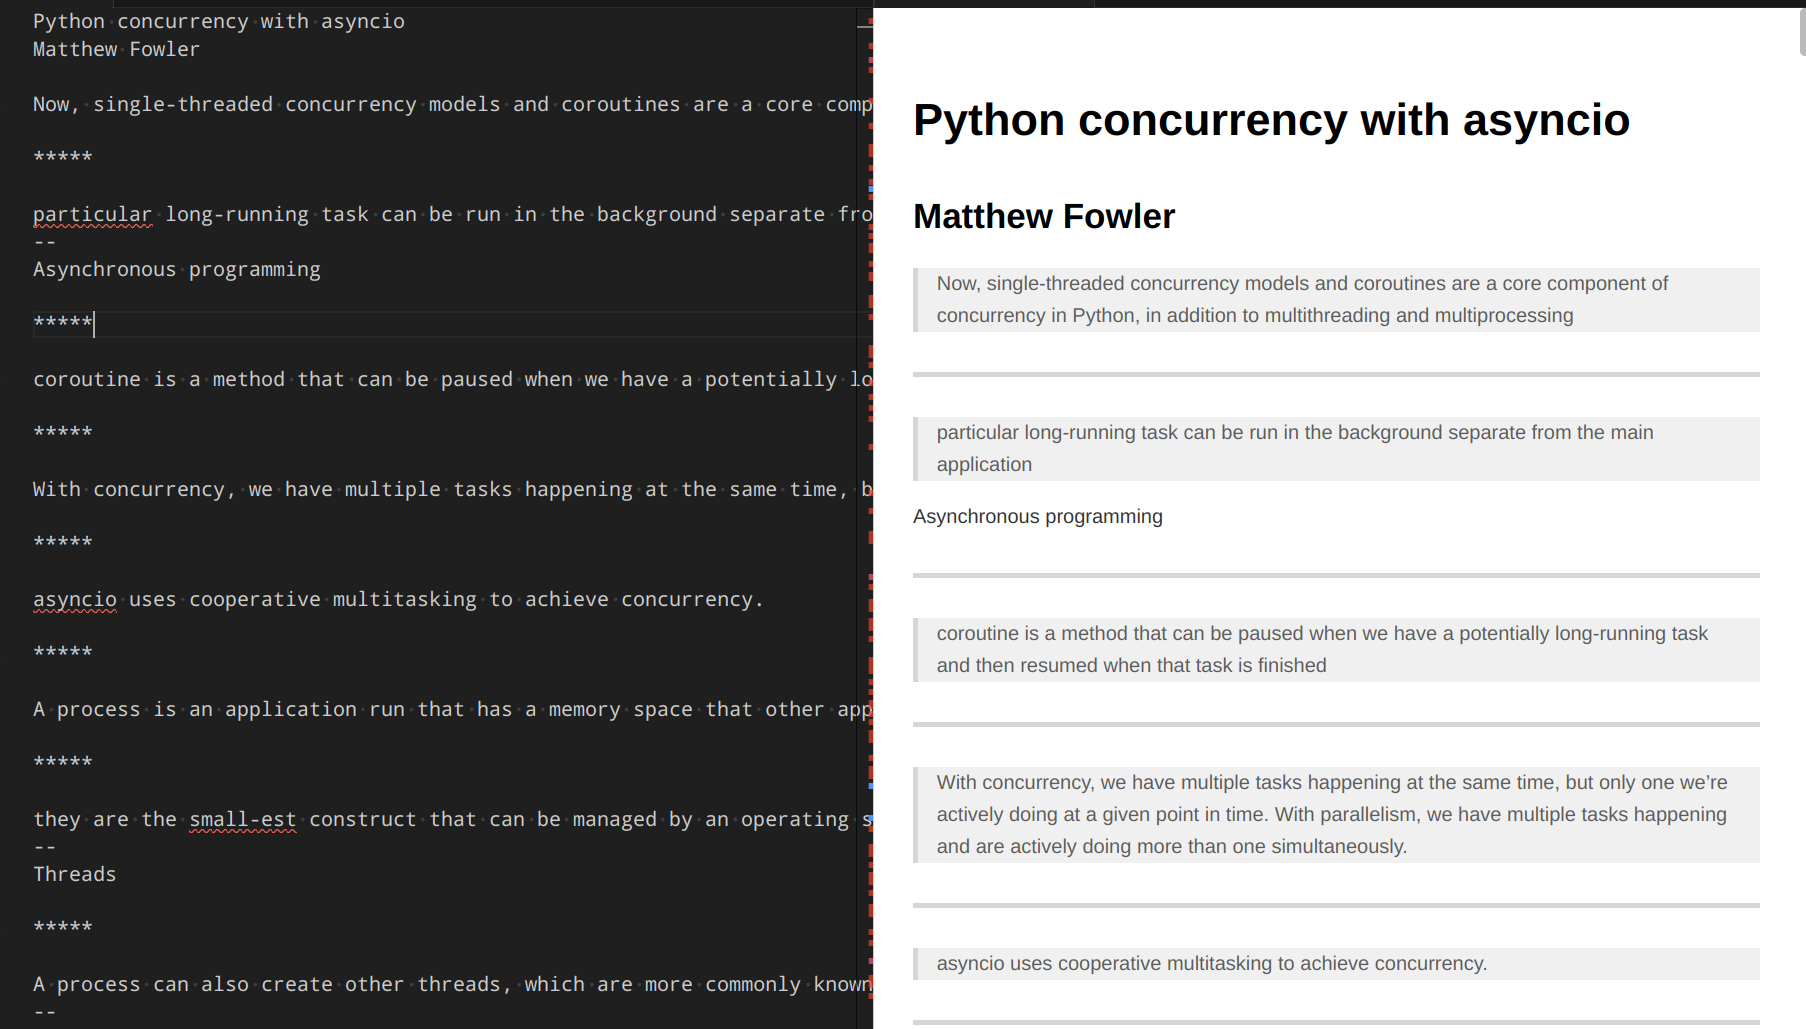 Python concurrency with asyncio
Matthew Fowler
Now, single-threaded concurrency models and coroutines are a core comp
*****
particular long-running task can be run in the background separate fro
--
Asynchronous programming
*****
coroutine is a method that can be paused when we have a potentially lo
*****
With concurrency, we have multiple tasks happening at the same time, b
*****
asyncio uses cooperative multitasking to achieve concurrency.
*****
A process is an application run that has a memory space that other app
*****
they are the small-est construct that can be managed by an operating s
--
Threads
*****
A process can also create other threads, which are more commonly known
--
Python concurrency with asyncio
Matthew Fowler
Now, single-threaded concurrency models and coroutines are a core component of
concurrency in Python, in addition to multithreading and multiprocessing
particular long-running task can be run in the background separate from the main
application
Asynchronous programming
coroutine is a method that can be paused when we have a potentially long-running task
and then resumed when that task is finished
With concurrency, we have multiple tasks happening at the same time, but only one we’re
actively doing at a given point in time. With parallelism, we have multiple tasks happening
and are actively doing more than one simultaneously.
asyncio uses cooperative multitasking to achieve concurrency.